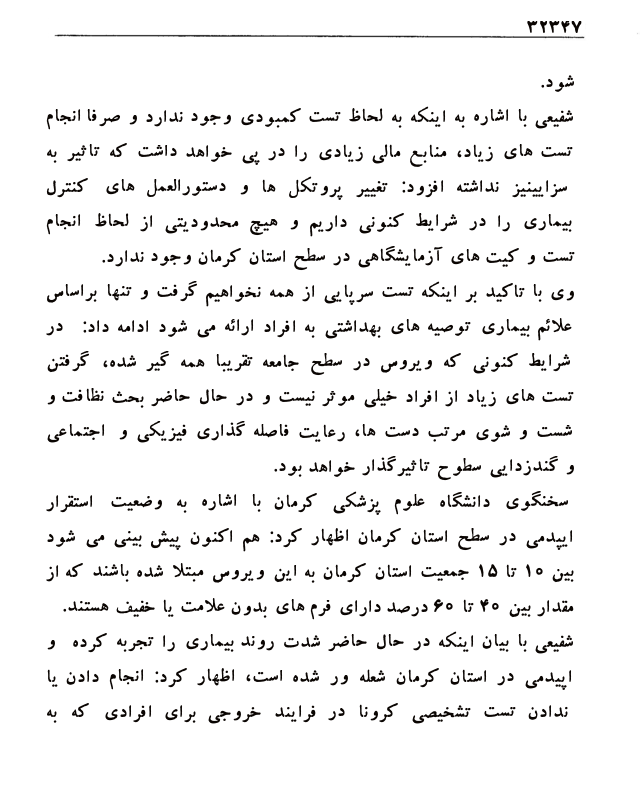 ۳۲۳۴۷
شود.
شفیعی با اشاره به اینکه به لحاظ تست کمبودی وجود ندارد و صرفا انجام
تست های زیاد، منابع مالی زیادی را در پی خواهد داشت که تاثیر به
سزایینیز نداشته افزود: تغییر پروتکل ها و دستورالعمل های کنترل
بیماری را در شرایط کنونی داریم و هیچ محدودیتی از لحاظ انجام
تست و کیت های آزمایشگاهی در سطح استان کرمان وجود ندارد.
وی با تاکید بر اینکه تست سرپایی از همه نخواهیم گرفت و تنها براساس
علائم بیماری توصیه های بهداشتی به افراد ارائه می شود ادامه داد: در
شرایط کنونی که ویروس در سطح جامعه تقریبا همه گیر شده، گرفتن
تست های زیاد از افراد خیلی موثر نیست و در حال حاضر بحث نظافت و
شست و شوی مرتب دست ها، رعایت فاصله گذاری فیزیکی و اجتماعی
و گندزدایی سطوح تاثیرگذار خواهد بود.
سخنگوی دانشگاه علوم پزشکی کرمان با اشاره به وضعیت استقرار
اپیدمی در سطح استان کرمان اظهار کرد: هم اکنون پیش بینی می شود
بین ۱۰ تا ۱۵ جمعیت استان کرمان به این ویروس مبتلا شده باشند که از
مقدار بین ۴۰ تا ۶۰ درصد دارای فرم های بدون علامت یا خفیف هستند.
شفیعی با بیان اینکه در حال حاضر شدت روند بیماری را تجربه کرده و
اپیدمی در استان کرمان شعله ور شده است، اظهار کرد: انجام دادن یا
ندادن تست تشخیصی کرونا در فرایند خروجی برای افرادی که به